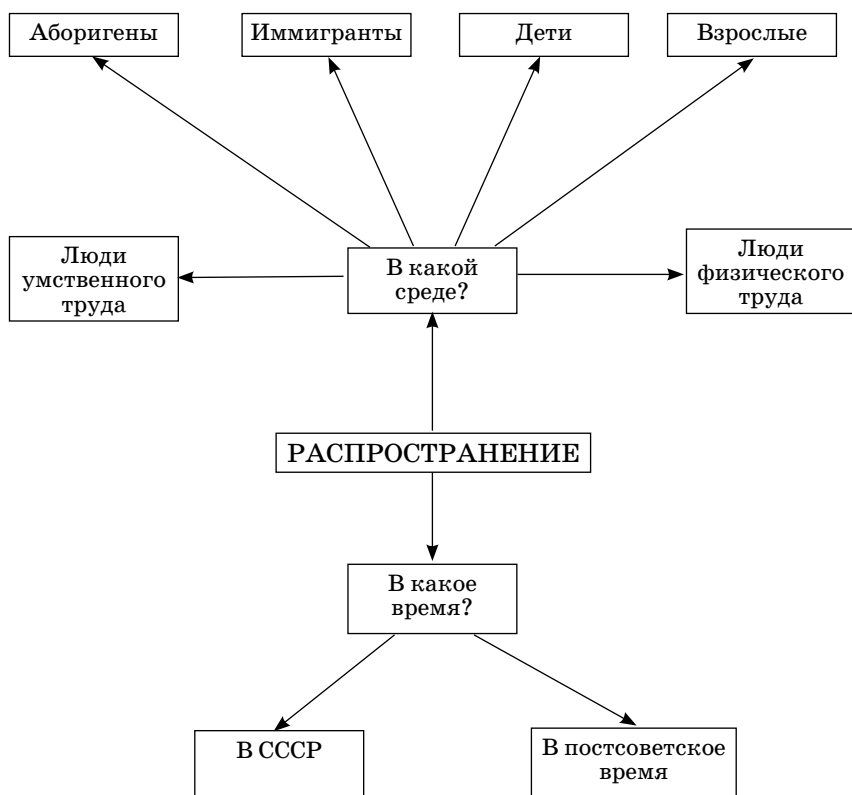 Аборигены
Иммигранты
Дети
Взрослые
Люди
умственного
труда
В какой
среде?
Люди
физического
труда
РАСПРОСТРАНЕНИЕ
В какое
время?
В СССР
В постсоветское
время